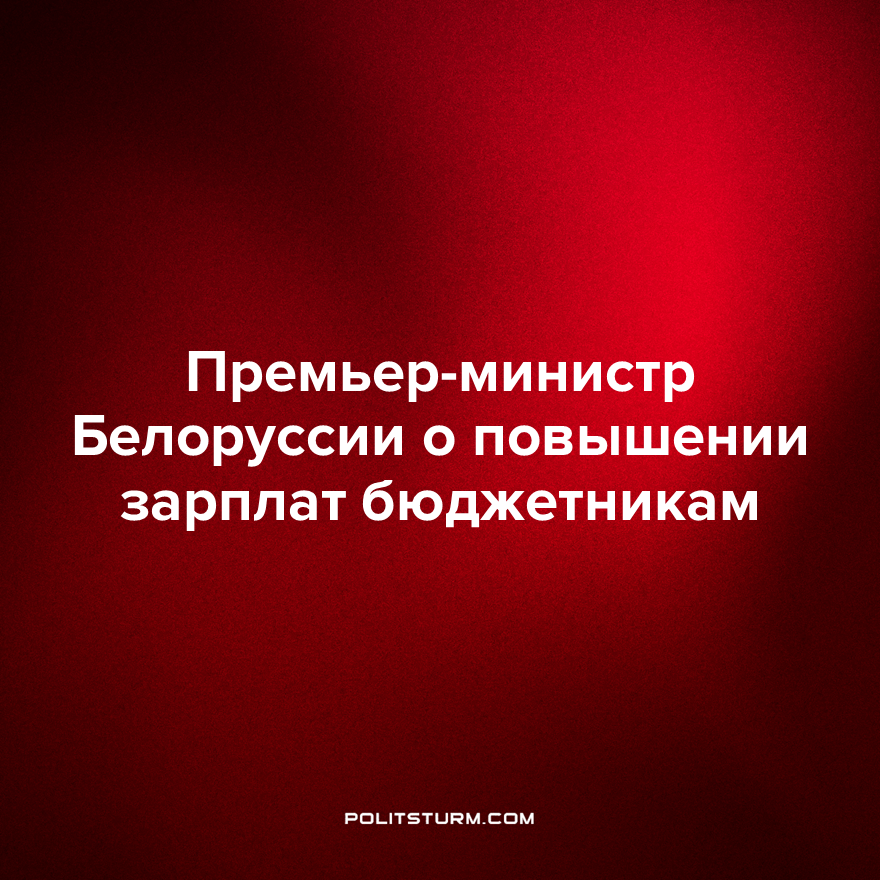 Премьер-министр
Белоруссии о повышении
зарплат бюджетникам
POLITSTURM.COM